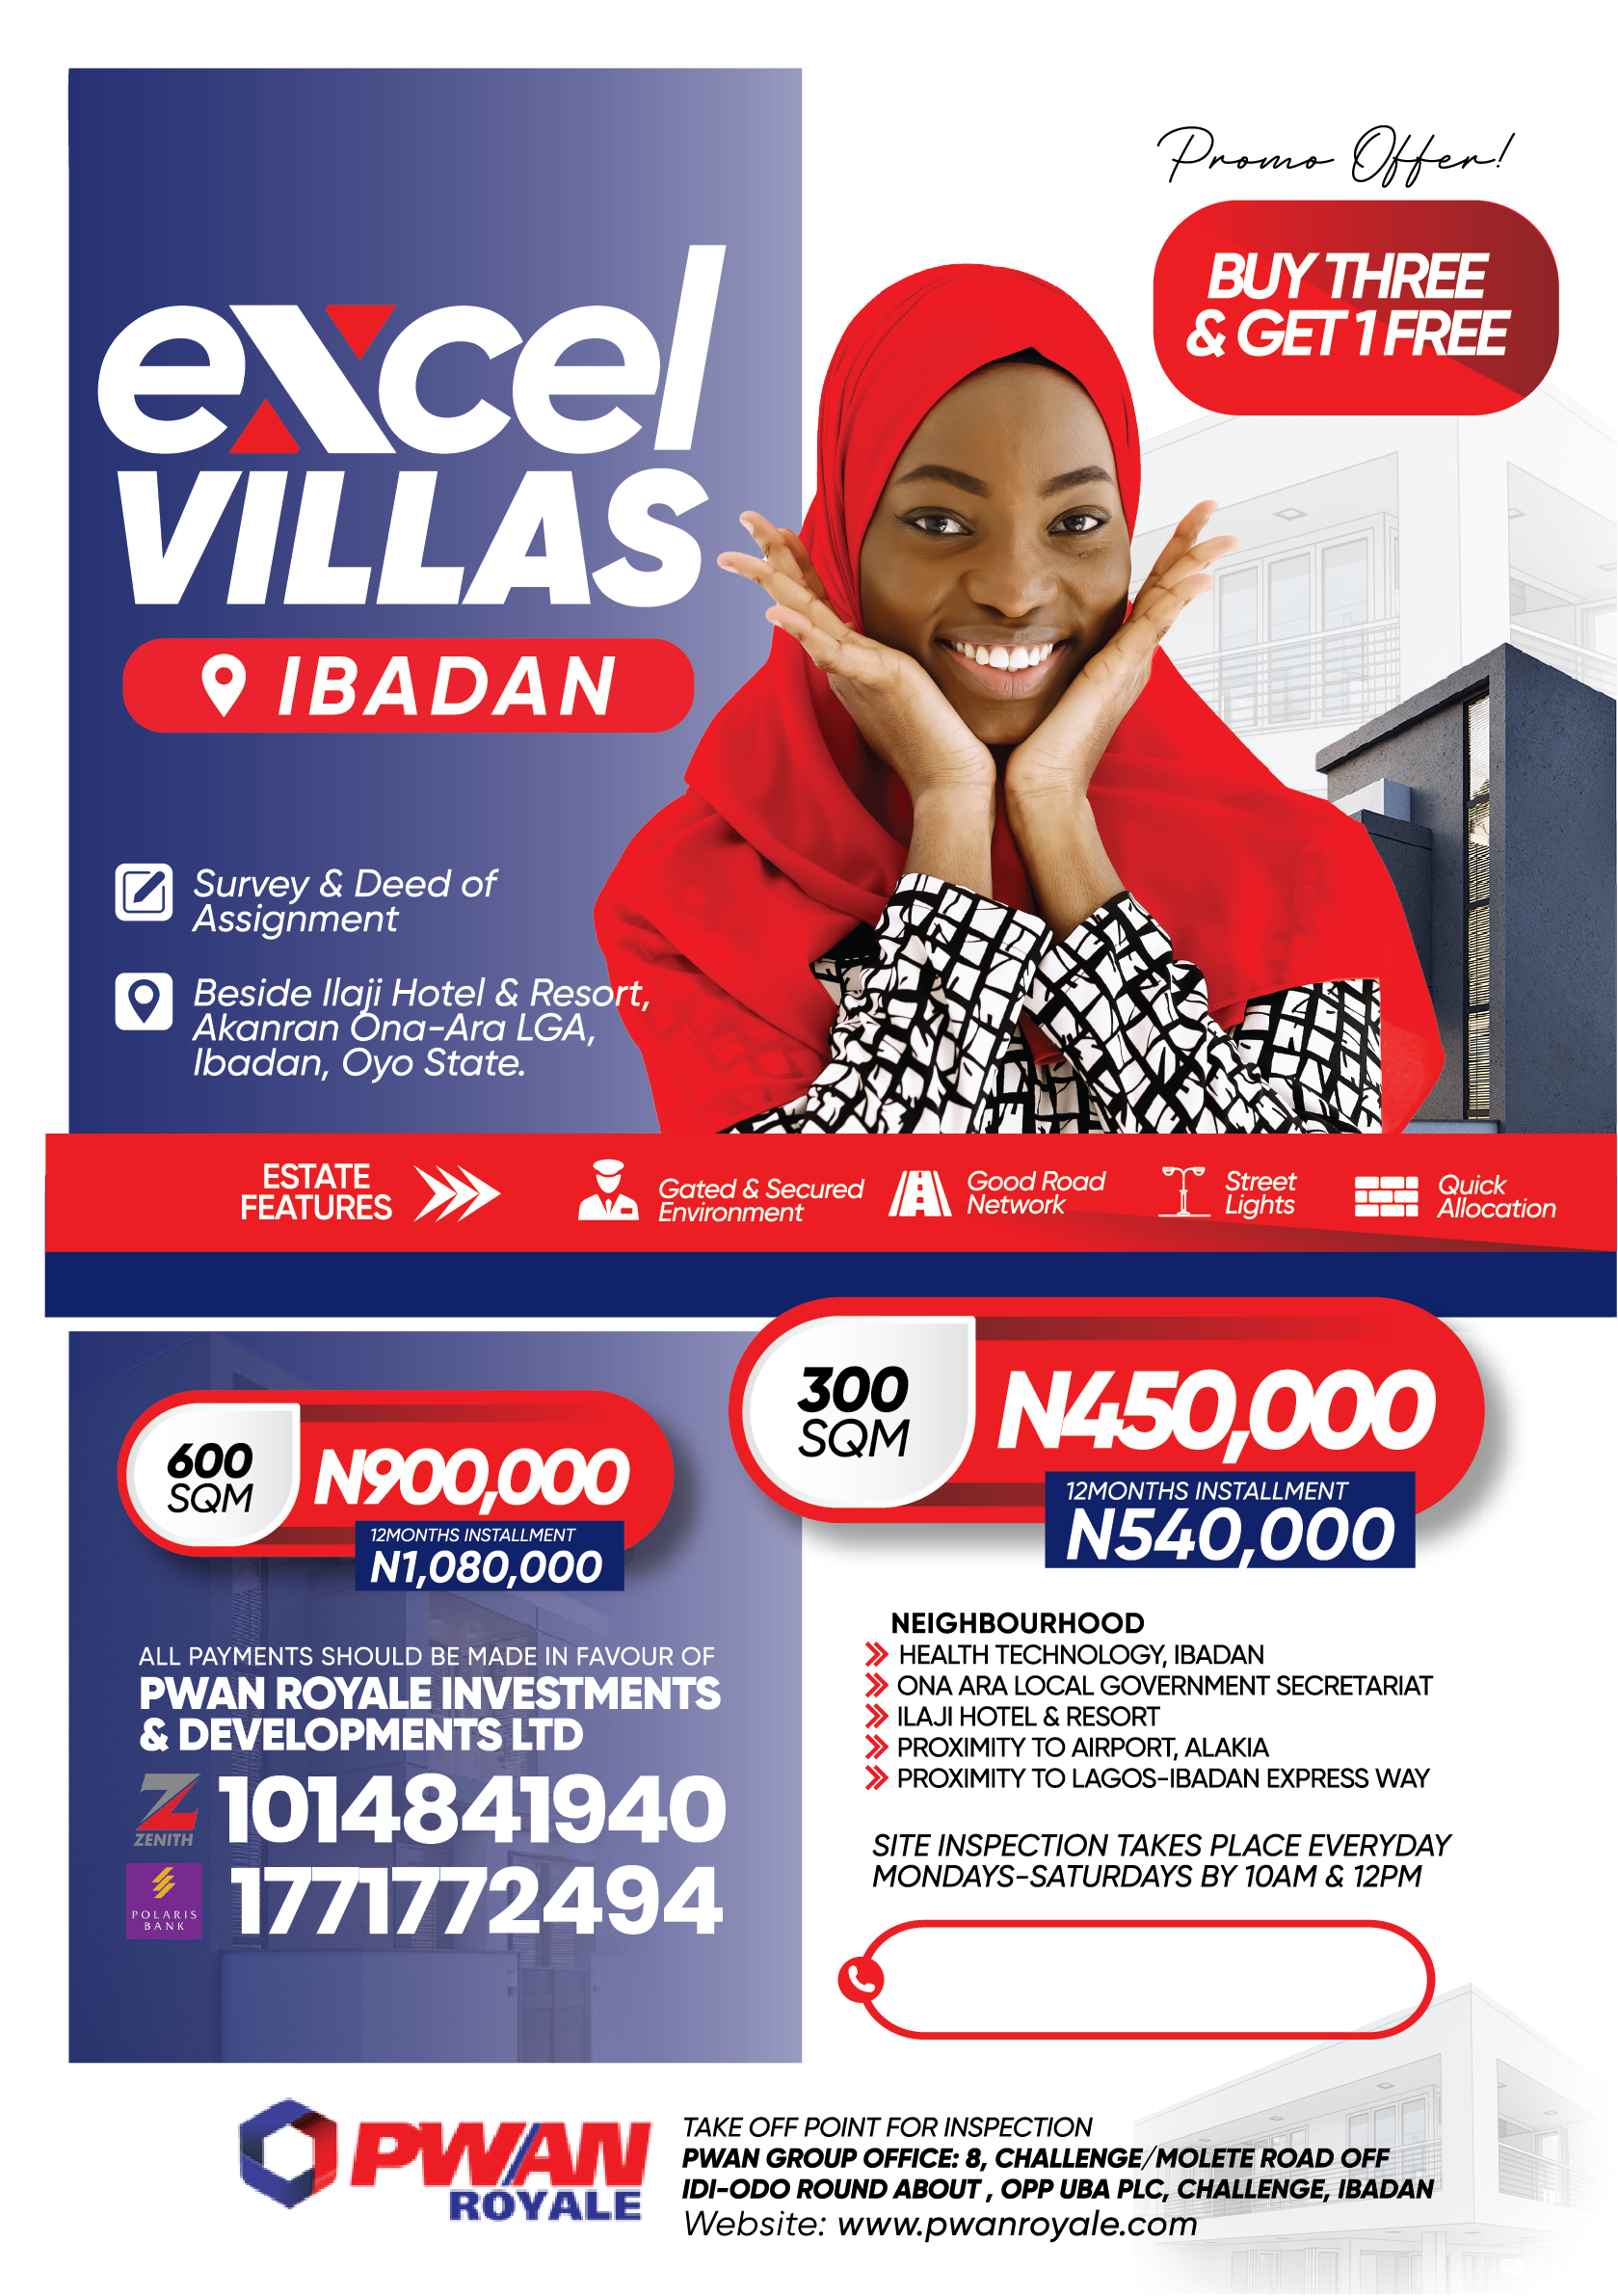 Promo Offer!
BUY THREE
& GET 1 FREE
excel
VILLAS
IBADAN
Survey & Deed of
Assignment
Beside Ilaji Hotel & Resort,
Akanran Ona-Ara LGA,
Ibadan, Oyo State.
ESTATE
FEATURES
Gated & Secured
Environment
Good Road
Network
Street
Lights
Quick
Allocation
600
SQM
N900,000
12MONTHS INSTALLMENT
N1,080,000
300
SQM
N450,000
12MONTHS INSTALLMENT
N540,000
ALL PAYMENTS SHOULD BE MADE IN FAVOUR OF
PWAN ROYALE INVESTMENTS
& DEVELOPMENTS LTD
ZENITH
1014841940
POLARIS
BANK
1771772494
NEIGHBOURHOOD
HEALTH TECHNOLOGY, IBADAN
ONA ARA LOCAL GOVERNMENT SECRETARIAT
ILAJI HOTEL & RESORT
PROXIMITY TO AIRPORT, ALAKIA
PROXIMITY TO LAGOS-IBADAN EXPRESS WAY
SITE INSPECTION TAKES PLACE EVERYDAY
MONDAYS-SATURDAYS BY 10AM & 12PM
PWAN
ROYALE
TAKE OFF POINT FOR INSPECTION
PWAN GROUP OFFICE: 8, CHALLENGE/MOLETE ROAD OFF
IDI-ODO ROUND ABOUT , OPP UBA PLC, CHALLENGE, IBADAN
Website: www.pwanroyale.com